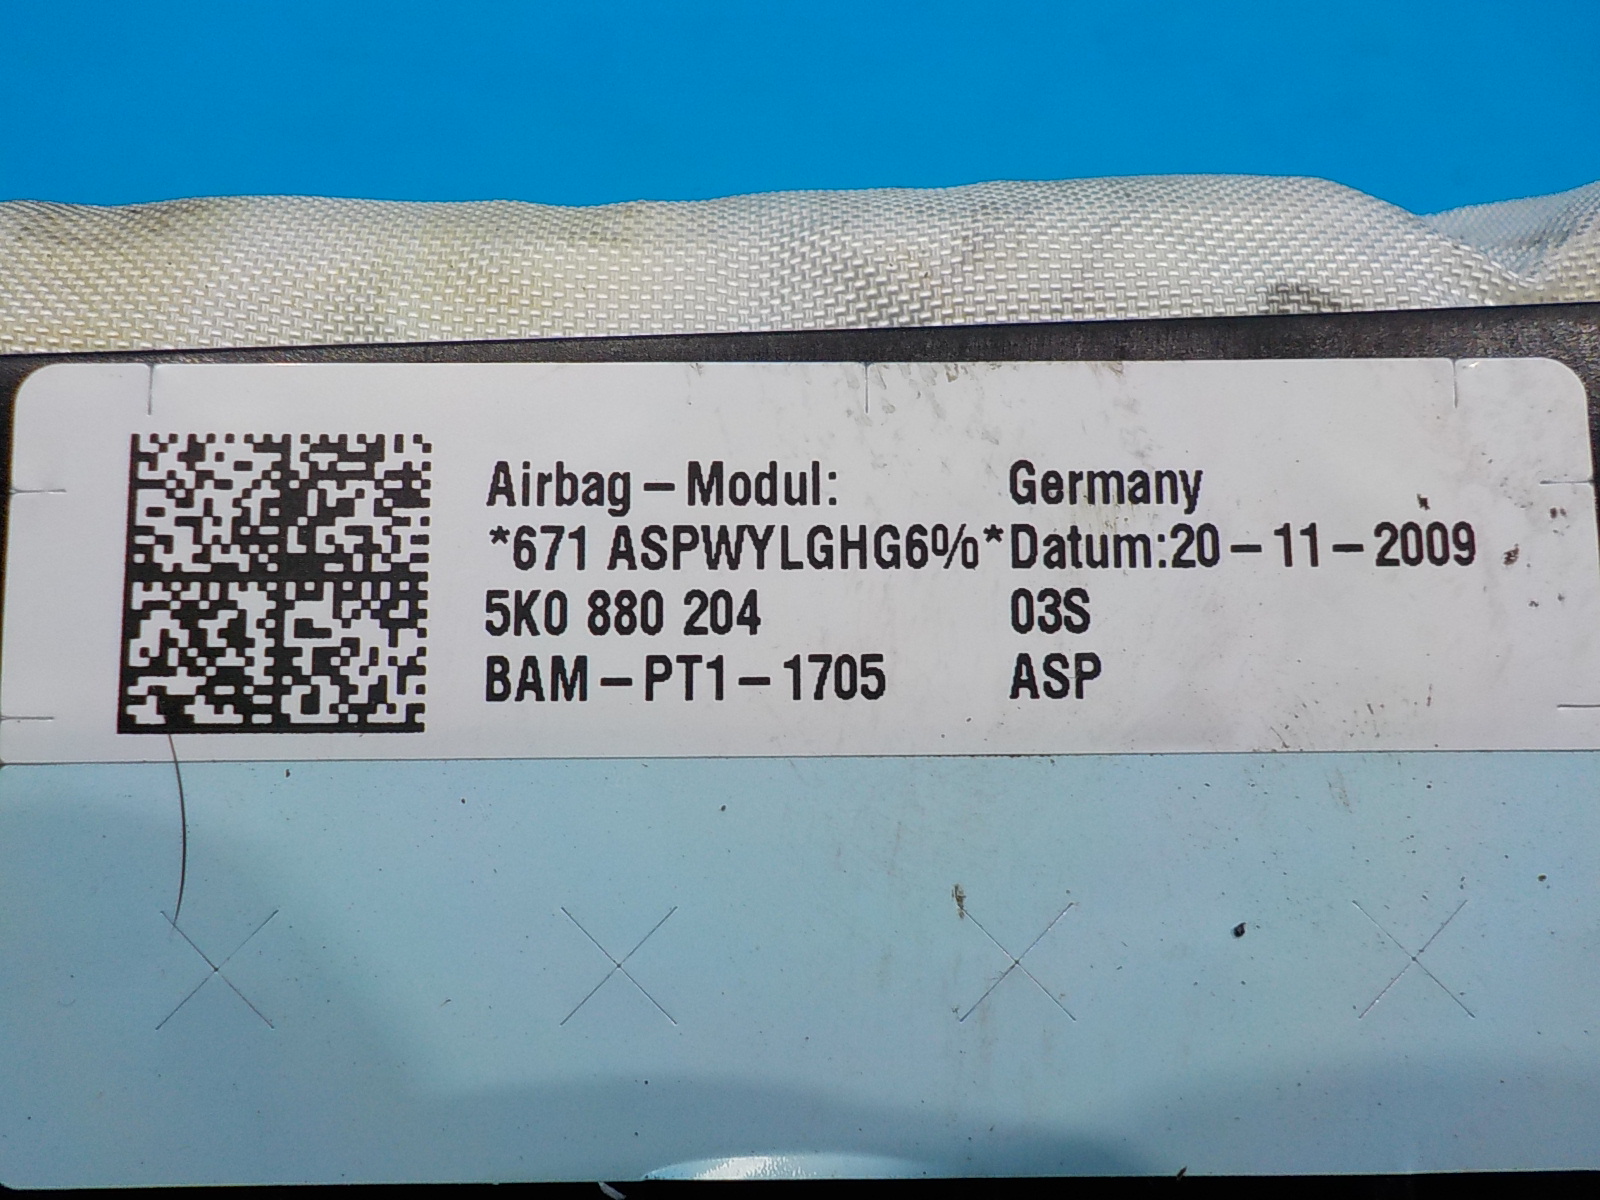 Airbag - Modul: Germany
*671 ASPWYLGHG6%* Datum:20 - 11 - 2009
5K0 880 204 03S
BAM - PT1 - 1705 ASP